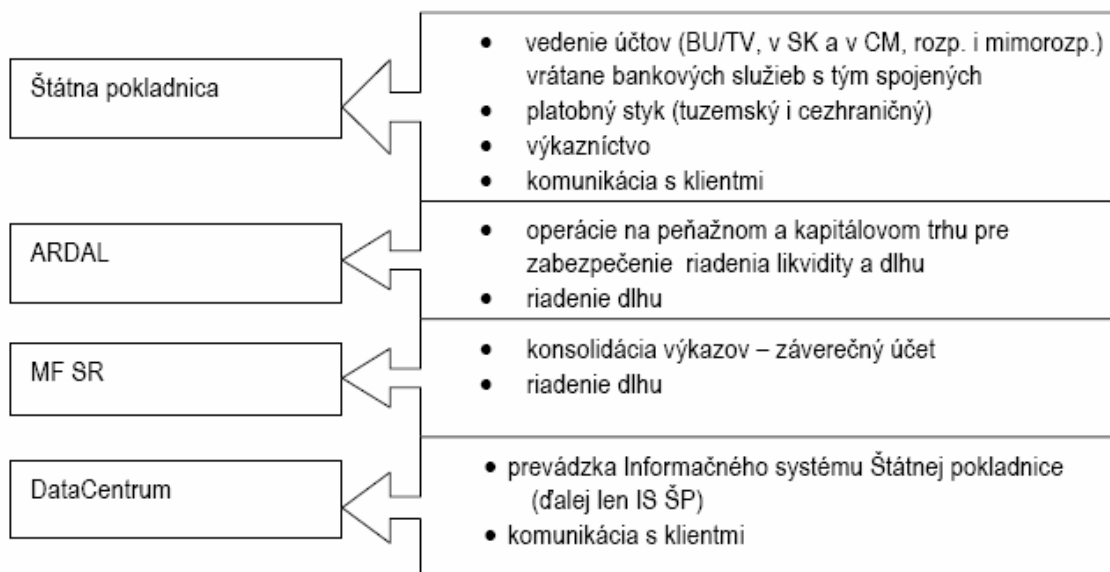 Štátna pokladnica
• vedenie účtov (BU/TV, v SK a v CM, rozp. i mimorozp.)
vrátane bankových služieb s tým spojených
• platobný styk (tuzemský i cezhraničný)
• výkazníctvo
• komunikácia s klientmi
ARDAL
• operácie na peňažnom a kapitálovom trhu pre
zabezpečenie riadenia likvidity a dlhu
• riadenie dlhu
MF SR
• konsolidácia výkazov – záverečný účet
• riadenie dlhu
DataCentrum
• prevádzka Informačného systému Štátnej pokladnice
(ďalej len IS ŠP)
• komunikácia s klientmi